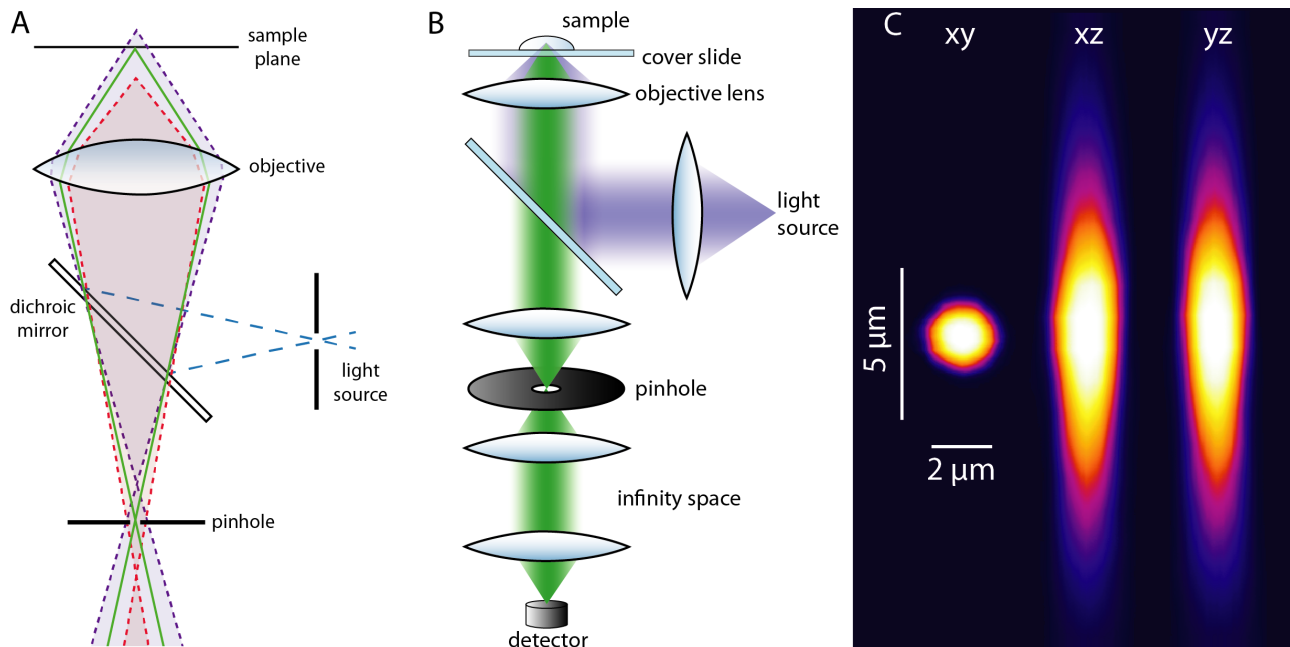 A
sample
plane
objective
dichroic
mirror
light
source
pinhole
B
sample
cover slide
objective lens
light
source
pinhole
infinity space
detector
C
xy
xz
yz
5 µm
2 µm